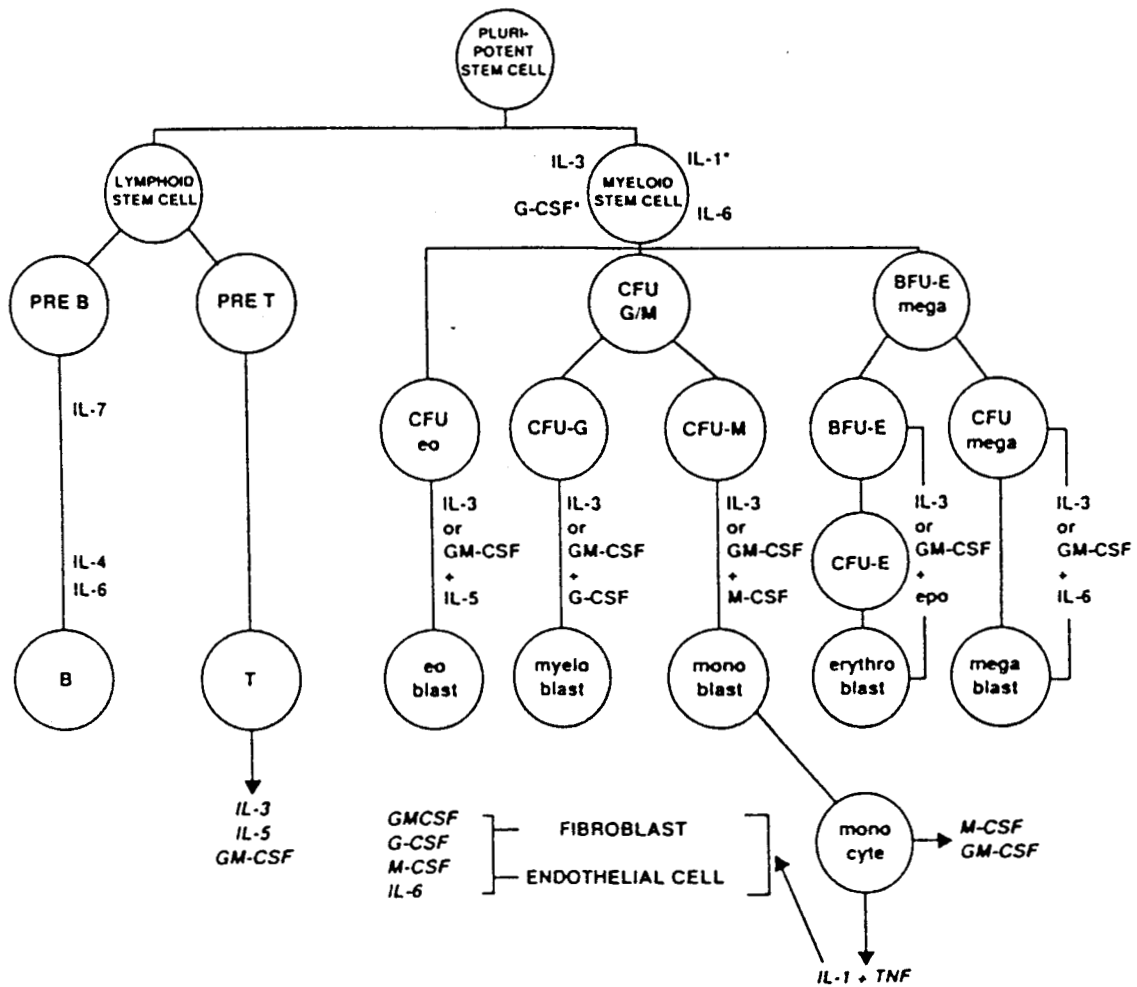 PLURI-
POTENT
STEM CELL
LYMPHOID
STEM CELL
IL-3
IL-1*
MYELOID
STEM CELL
G-CSF*
IL-6
PRE B
PRE T
CFU
G/M
BFU-E
mega
IL-7
CFU
eo
CFU-G
CFU-M
BFU-E
CFU
mega
IL-3
or
GM-CSF
+
IL-5
IL-3
or
GM-CSF
+
G-CSF
IL-3
or
GM-CSF
+
M-CSF
CFU-E
IL-3
or
GM-CSF
+
epo
IL-3
or
GM-CSF
+
IL-6
IL-4
IL-6
B
T
eo
blast
myelo
blast
mono
blast
erythro
blast
mega
blast
IL-3
IL-5
GM-CSF
GMCSF
G-CSF
M-CSF
IL-6
FIBROBLAST
ENDOTHELIAL CELL
mono
cyte
M-CSF
GM-CSF
IL-1 + TNF